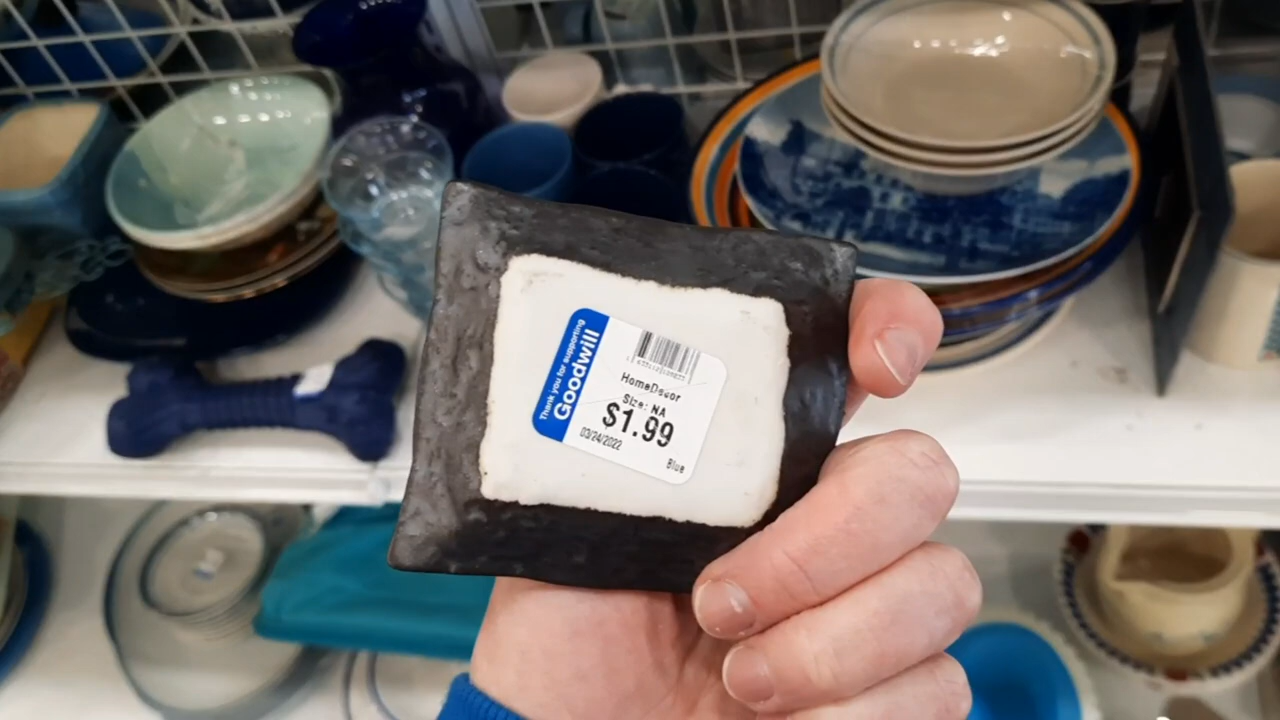 Thank you for supporting
Goodwill
HomeDecor
Size: NA
$1.99
03/24/2022
Blue